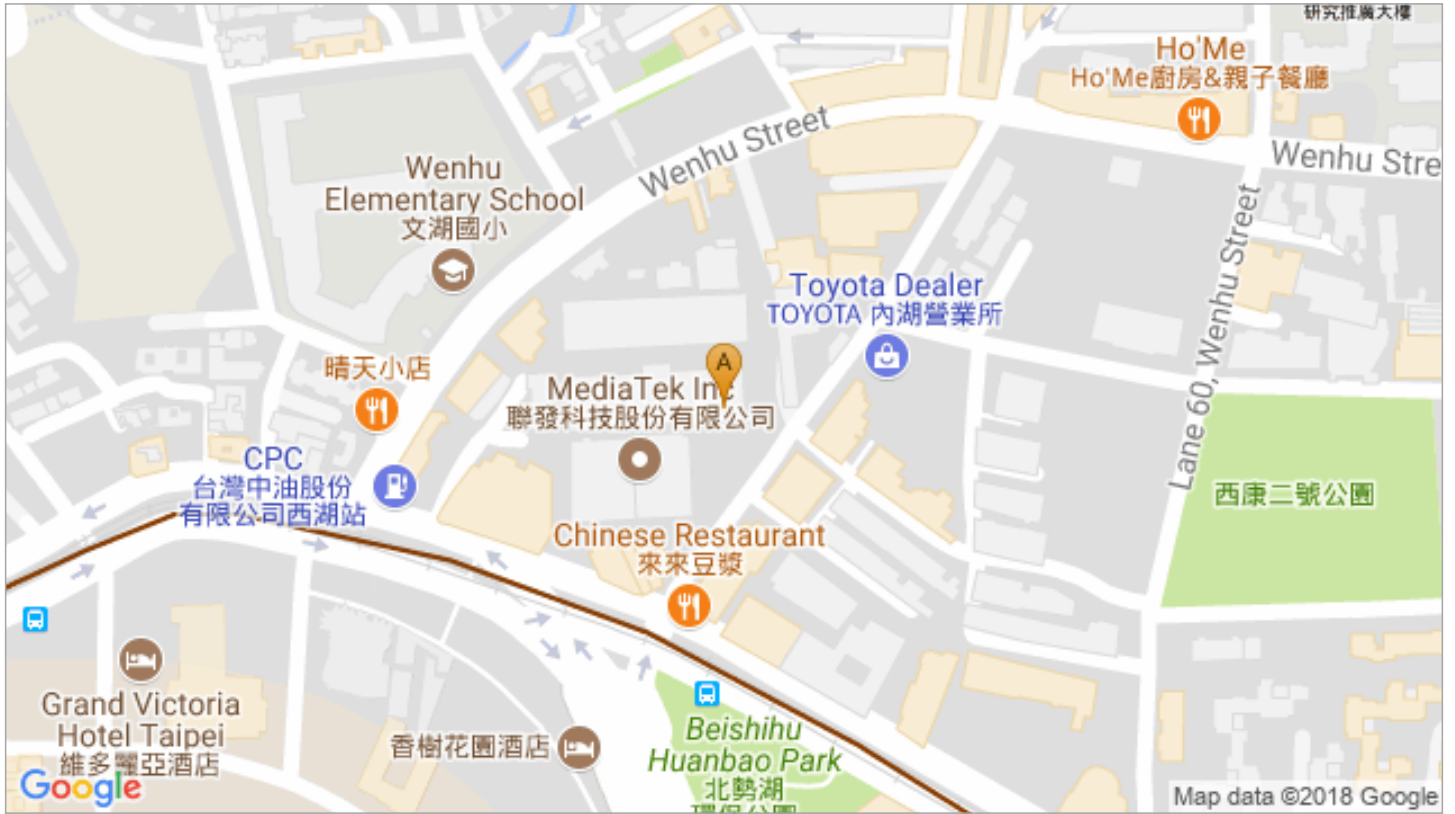 研究推廣大樓
Ho'Me
Ho'Me廚房&親子餐廳
Wenhu Street
Wenhu Stre
Wenhu
Elementary School
文湖國小
Lane 60, Wenhu Street
Toyota Dealer
TOYOTA 內湖營業所
晴天小店
A
MediaTek Inc
聯發科技股份有限公司
CPC
台灣中油股份
有限公司西湖站
西康二號公園
Chinese Restaurant
來來豆漿
Grand Victoria
Hotel Taipei
維多麗亞酒店
香樹花園酒店
Beishihu
Huanbao Park
北勢湖
環保公園
Google
Map data ©2018 Google